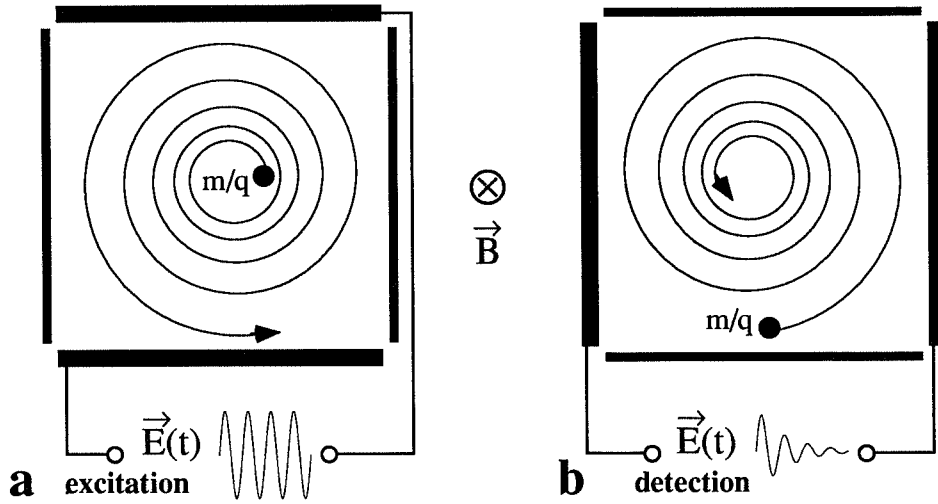 m/q
B
m/q
E(t)
a excitation
E(t)
b detection